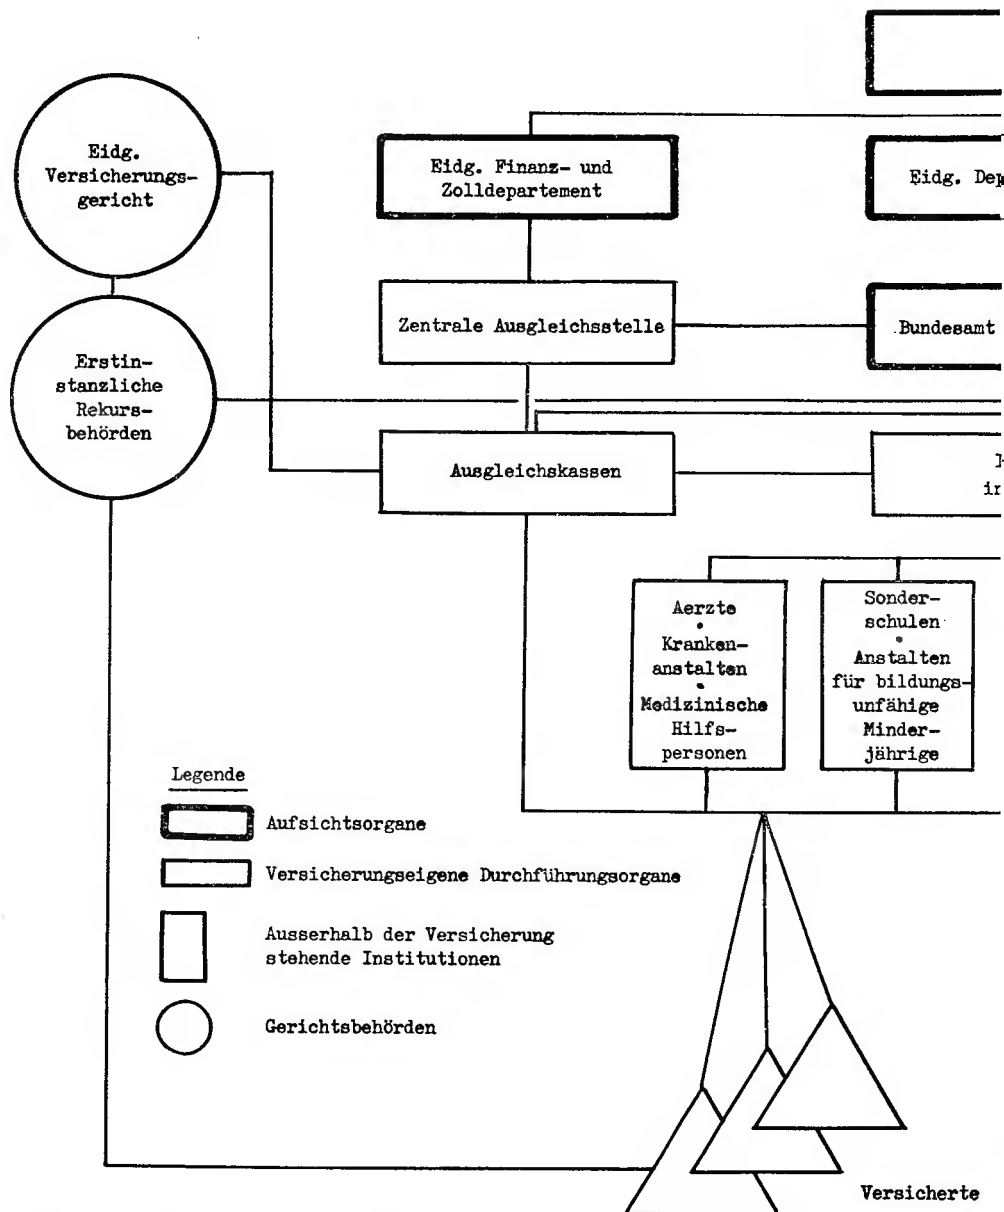 Eidg.
Versicherungs-
gericht
Eidg. Finanz- und
Zolldepartement
Eidg.
Zentrale Ausgleichsstelle
Bundesamt
Erstin-
stanzliche
Rekurs-
behörden
Ausgleichskassen
Aerzte
•
Kranken-
anstalten
•
Medizinische
Hilfs-
personen
Sonder-
schulen
•
Anstalten
für bildungs-
unfähige
Minder-
jährige
Legende
Aufsichtsorgane
Versicherungseigene Durchführungsorgane
Ausserhalb der Versicherung
stehende Institutionen
Gerichtsbehörden
Versicherte